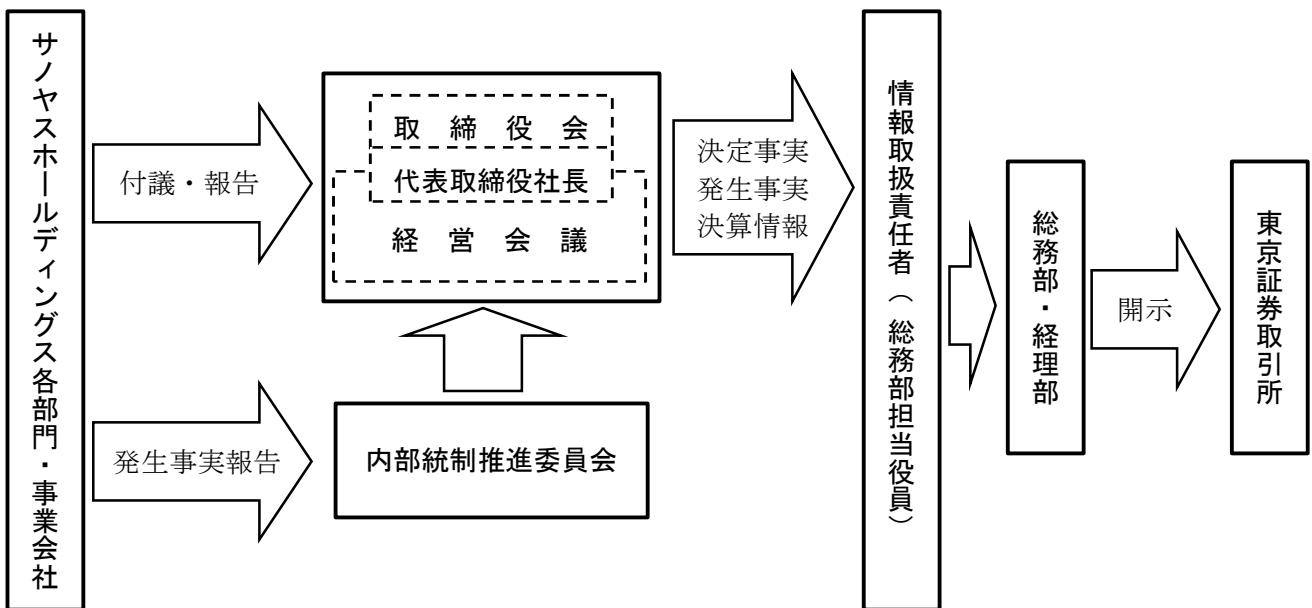 サノヤスホールディングス各部門・事業会社
付議・報告
発生事実報告
取締役会
代表取締役社長
経営会議
内部統制推進委員会
決定事実
発生事実
決算情報
情報取扱責任者（総務部担当役員）
総務部・経理部
開示
東京証券取引所